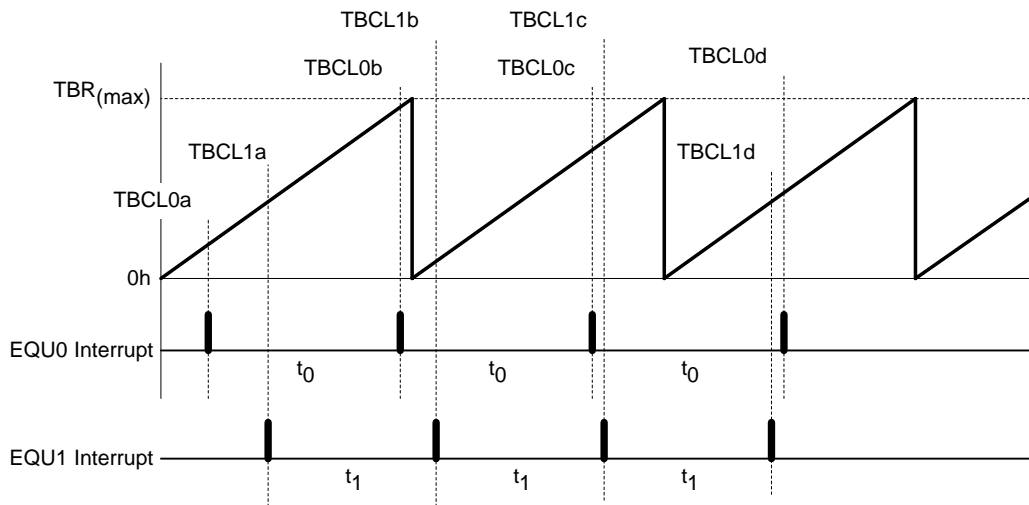 TBCL1b
TBCL1c
TBCL0b
TBCL0c
TBCL0d
TBR(max)
TBCL1a
TBCL1d
TBCL0a
0h
EQU0 Interrupt
t0
t0
t0
EQU1 Interrupt
t1
t1
t1